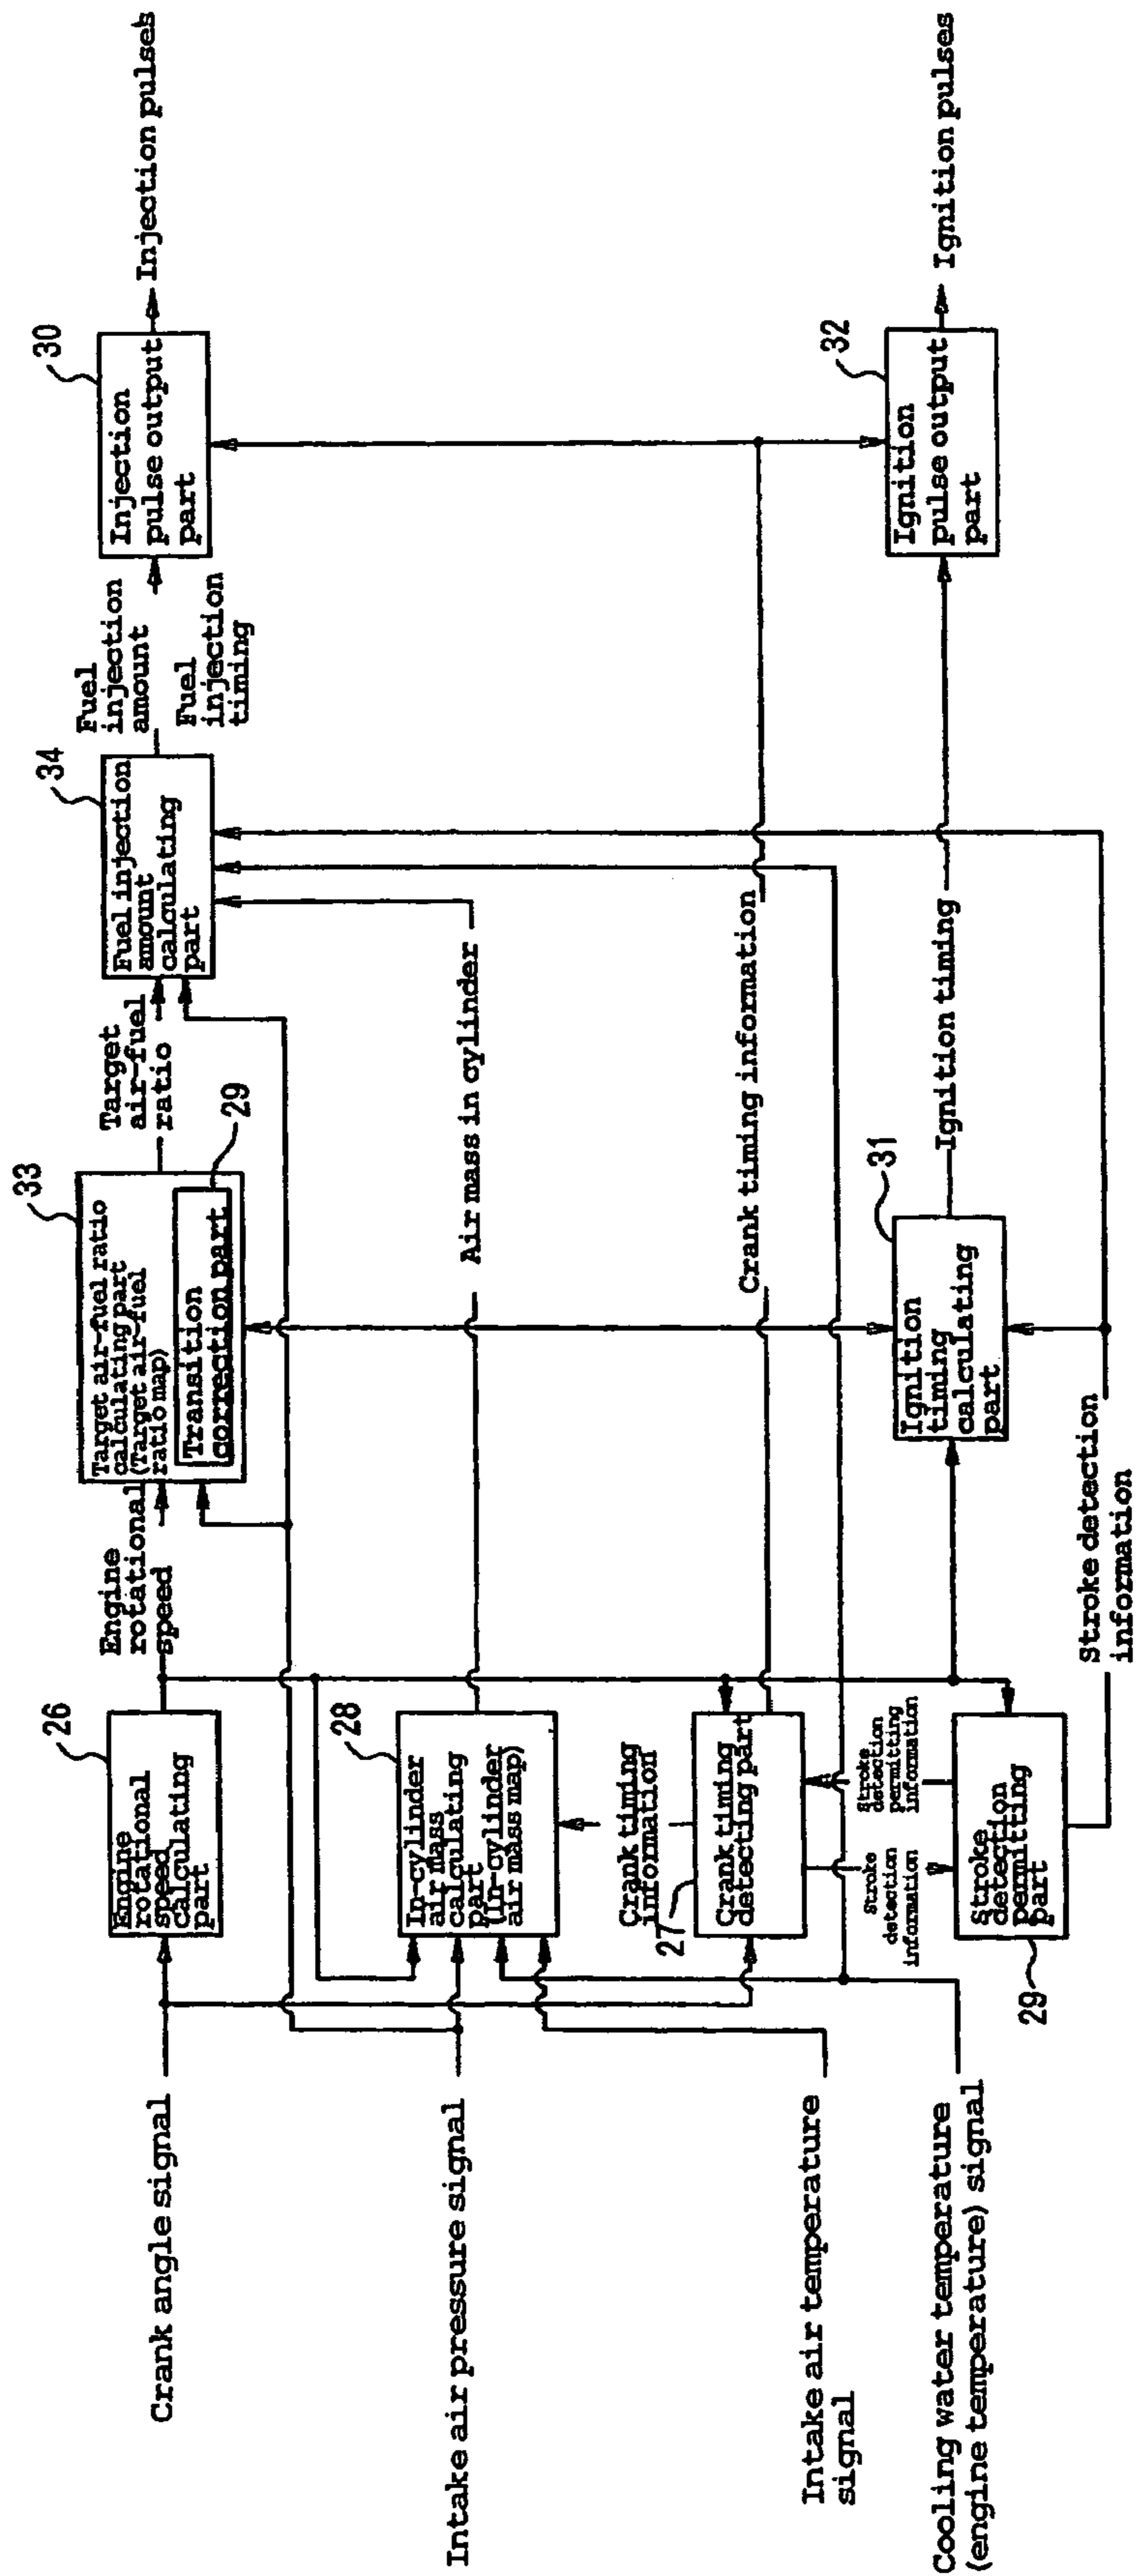 Crank angle signal
Intake air pressure signal
Intake air temperature
signal
Cooling water temperature
(engine temperature) signal
26
Engine
rotational
speed
calculating
part
28
In-cylinder
air mass
calculating
part
(In-cylinder
air mass map)
Crank timing
information
27
Crank timing
detecting part
Stroke
detection
information
Stroke
detection
permitting
information
Stroke
detection
permitting
part
29
Engine
rotational
speed
33
Target air-fuel ratio
calculating part
(Target air-fuel
ratio map)
Transition
correction part
29
Target
air-fuel
ratio
34
Fuel injection
amount
calculating
part
Fuel
injection
amount
Fuel
injection
timing
30
Injection
pulse output
part
Injection pulses
Air mass in cylinder
Crank timing information
31
Ignition
timing
calculating
part
Ignition timing
32
Ignition
pulse output
part
Ignition pulses
Stroke detection
information